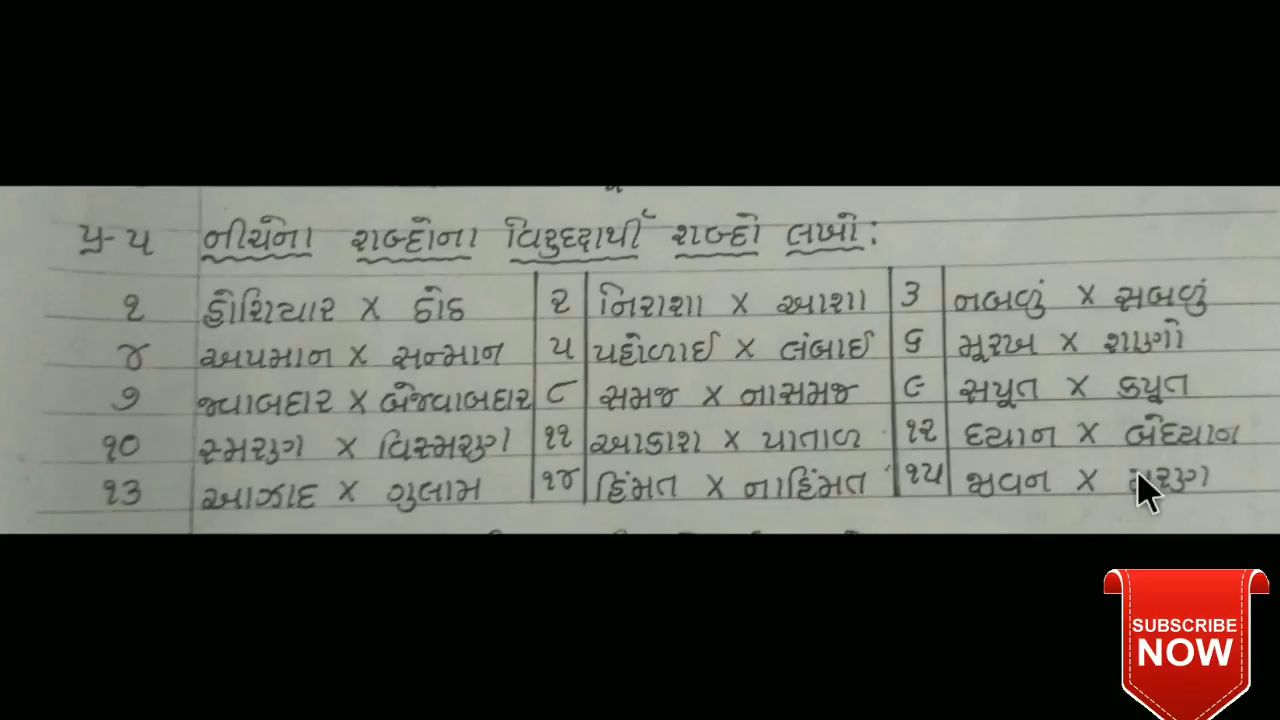 પ્ર-૫ નીચેના શબ્દોના વિરુદ્દાર્થી શબ્દો લખો:
૧ હોશિયાર x ઠોઠ ૨ નિરાશા x આશા ૩ નબળું x સબળું
૪ અપમાન x સન્માન ૫ પહોળાઈ x લંબાઈ ૬ મૂરખ x શાણો
૭ જવાબદાર x બેજવાબદાર ૮ સમજ x નાસમજ ૯ સપૂત x કપૂત
૧૦ સ્મરણ x વિસ્મરણ ૧૧ આકાશ x પાતાળ ૧૨ ધ્યાન x બેધ્યાન
૧૩ આઝાદ x ગુલામ ૧૪ હિંમત x નાહિંમત ૧૫ જીવન x મરણ
SUBSCRIBE
NOW